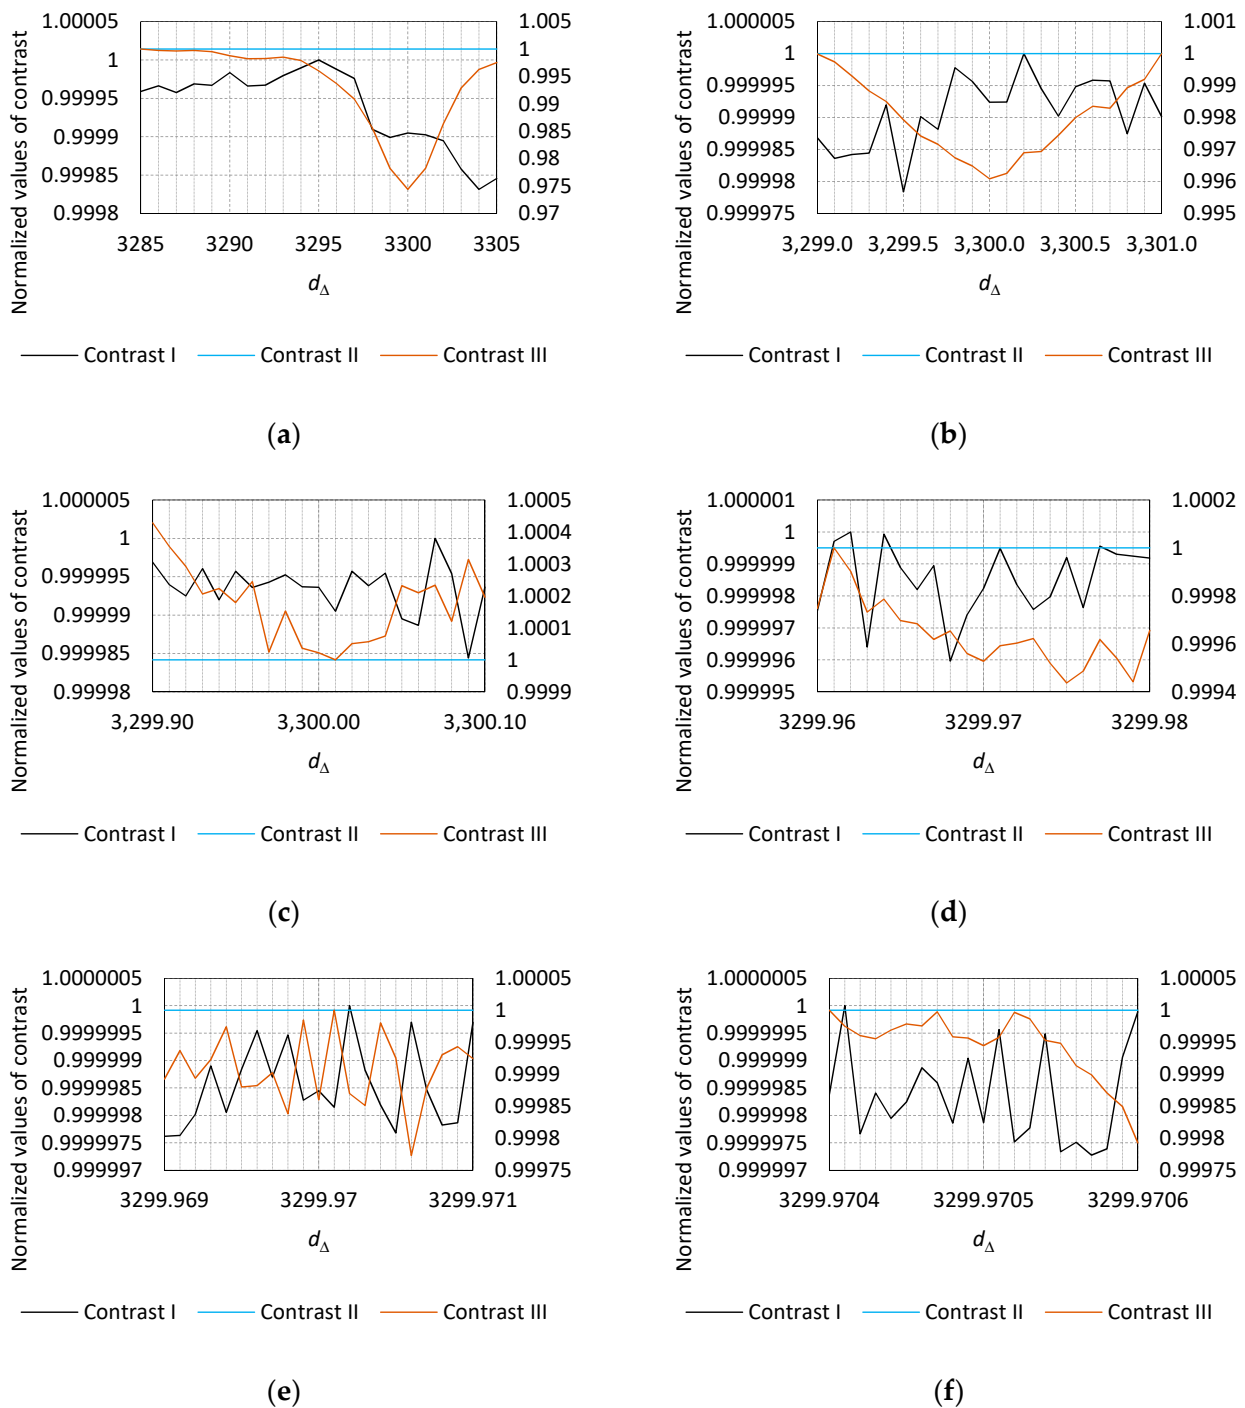 Normalized values of contrast
1.00005
1
0.99995
0.9999
0.99985
0.9998
1.005
1
0.995
0.99
0.985
0.98
0.975
0.97
3285 3290 3295 3300 3305
dΔ
Contrast I Contrast II Contrast III
(a)
Normalized values of contrast
1.000005
1
0.999995
0.99999
0.999985
0.99998
0.999975
1.001
1
0.999
0.998
0.997
0.996
0.995
3,299.0 3,299.5 3,300.0 3,300.5 3,301.0
dΔ
Contrast I Contrast II Contrast III
(b)
Normalized values of contrast
1.000005
1
0.999995
0.99999
0.999985
0.99998
1.0005
1.0004
1.0003
1.0002
1.0001
1
0.9999
3,299.90 3,300.00 3,300.10
dΔ
Contrast I Contrast II Contrast III
(c)
Normalized values of contrast
1.000001
1
0.999999
0.999998
0.999997
0.999996
0.999995
1.0002
1
0.9998
0.9996
0.9994
3299.96 3299.97 3299.98
dΔ
Contrast I Contrast II Contrast III
(d)
Normalized values of contrast
1.0000005
1
0.9999995
0.999999
0.9999985
0.999998
0.9999975
0.999997
1.00005
1
0.99995
0.9999
0.99985
0.9998
0.99975
3299.969 3299.97 3299.971
dΔ
Contrast I Contrast II Contrast III
(e)
Normalized values of contrast
1.0000005
1
0.9999995
0.999999
0.9999985
0.999998
0.9999975
0.999997
1.00005
1
0.99995
0.9999
0.99985
0.9998
0.99975
3299.9704 3299.9705 3299.9706
dΔ
Contrast I Contrast II Contrast III
(f)